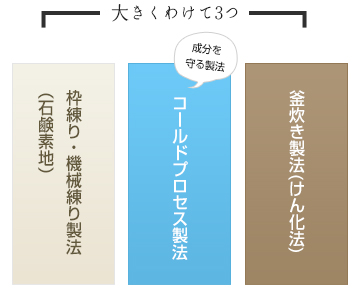 大きくわけて3つ
成分を
守る製法
枠練り・機械練り製法
(石鹸素地)
コールドプロセス製法
釜炊き製法(けん化法)